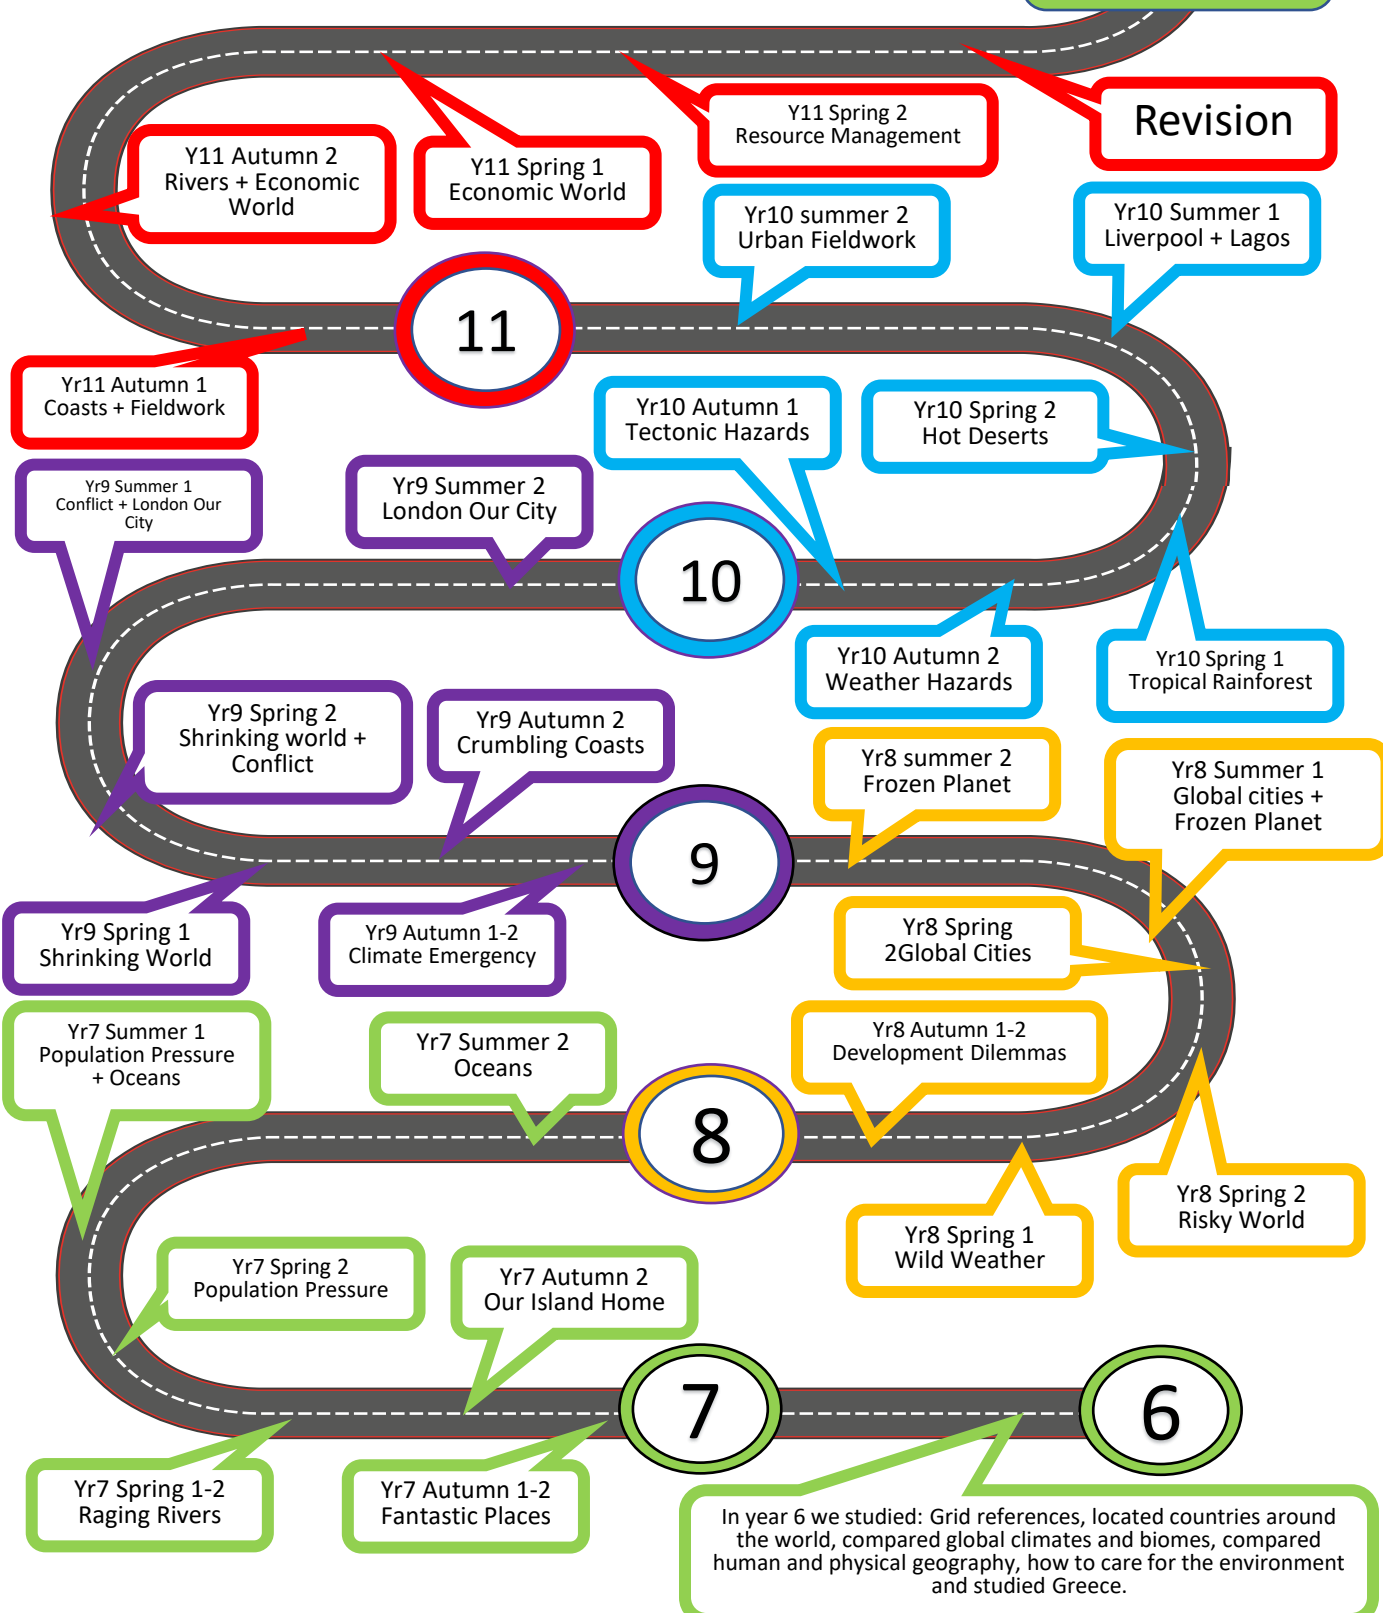 Y11 Spring 2
Resource Management
Revision
Y11 Autumn 2
Rivers + Economic
World
Y11 Spring 1
Economic World
Yr10 summer 2
Urban Fieldwork
Yr10 Summer 1
Liverpool + Lagos
11
Yr11 Autumn 1
Coasts + Fieldwork
Yr10 Autumn 1
Tectonic Hazards
Yr10 Spring 2
Hot Deserts
Yr9 Summer 1
Conflict + London Our
City
Yr9 Summer 2
London Our City
10
Yr10 Autumn 2
Weather Hazards
Yr10 Spring 1
Tropical Rainforest
Yr9 Spring 2
Shrinking world +
Conflict
Yr9 Autumn 2
Crumbling Coasts
Yr8 summer 2
Frozen Planet
Yr8 Summer 1
Global cities +
Frozen Planet
9
Yr9 Spring 1
Shrinking World
Yr9 Autumn 1-2
Climate Emergency
Yr8 Spring
2Global Cities
Yr7 Summer 1
Population Pressure
+ Oceans
Yr7 Summer 2
Oceans
Yr8 Autumn 1-2
Development Dilemmas
8
Yr8 Spring 1
Wild Weather
Yr8 Spring 2
Risky World
Yr7 Spring 2
Population Pressure
Yr7 Autumn 2
Our Island Home
7
6
Yr7 Spring 1-2
Raging Rivers
Yr7 Autumn 1-2
Fantastic Places
In year 6 we studied: Grid references, located countries around
the world, compared global climates and biomes, compared
human and physical geography, how to care for the environment
and studied Greece.